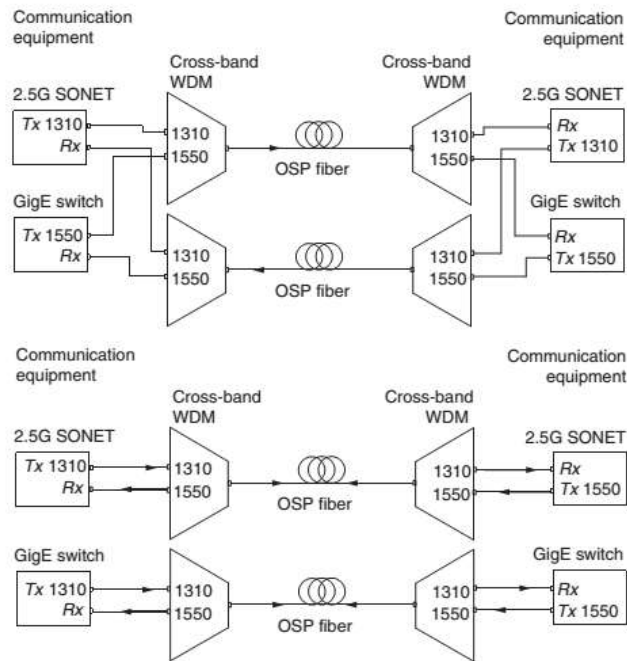 Communication
equipment
Communication
equipment
Cross-band
WDM
Cross-band
WDM
2.5G SONET
2.5G SONET
Tx 1310
Rx
1310
1550
OSP fiber
1310
1550
Rx
Tx 1310
GigE switch
GigE switch
Tx 1550
Rx
1310
1550
OSP fiber
1310
1550
Rx
Tx 1550
Communication
equipment
Communication
equipment
Cross-band
WDM
Cross-band
WDM
2.5G SONET
2.5G SONET
Tx 1310
Rx
1310
1550
OSP fiber
1310
1550
Rx
Tx 1550
GigE switch
GigE switch
Tx 1310
Rx
1310
1550
OSP fiber
1310
1550
Rx
Tx 1550